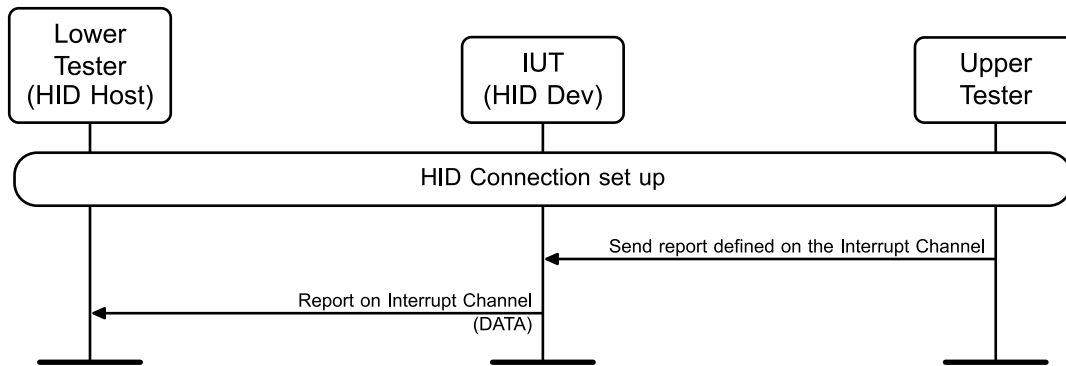 Lower
Tester
(HID Host)
IUT
(HID Dev)
Upper
Tester
HID Connection set up
Send report defined on the Interrupt Channel
Report on Interrupt Channel
(DATA)